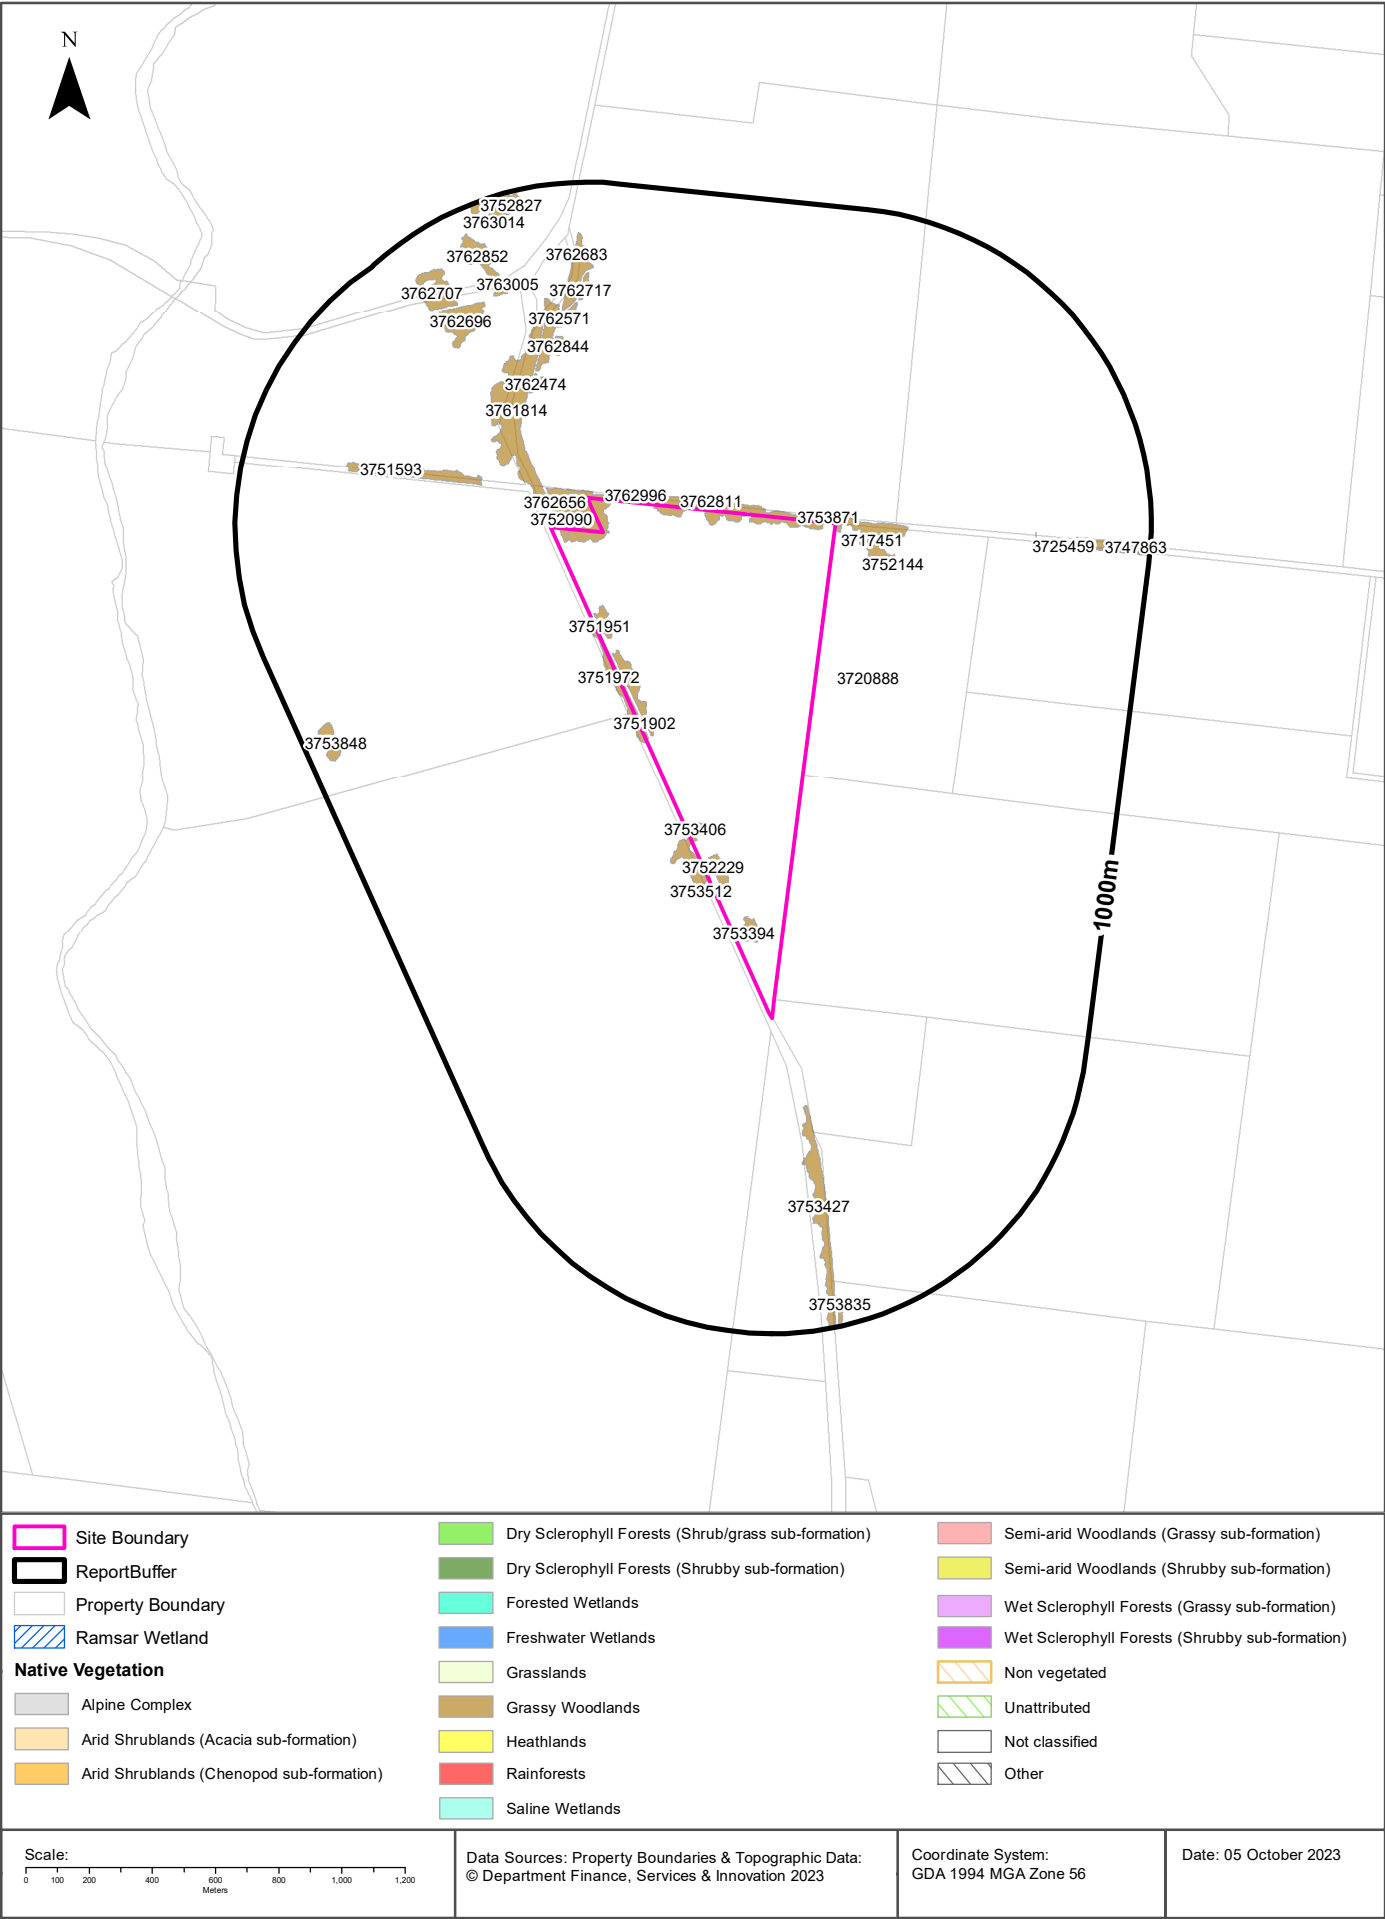 N
3752827
3763014
3762852
3762683
3763005
3762707
3762717
3762696
3762571
3762844
3762474
3761814
3751593
3762656
3762996
3762811
3752090
3753871
3717451
3725459
3747863
3752144
3751951
3751972
3720888
3751902
3753848
3753406
3752229
3753512
1000m
3753394
3753427
3753835
Site Boundary
ReportBuffer
Property Boundary
Ramsar Wetland
Native Vegetation
Alpine Complex
Arid Shrublands (Acacia sub-formation)
Arid Shrublands (Chenopod sub-formation)
Dry Sclerophyll Forests (Shrub/grass sub-formation)
Dry Sclerophyll Forests (Shrubby sub-formation)
Forested Wetlands
Freshwater Wetlands
Grasslands
Grassy Woodlands
Heathlands
Rainforests
Saline Wetlands
Semi-arid Woodlands (Grassy sub-formation)
Semi-arid Woodlands (Shrubby sub-formation)
Wet Sclerophyll Forests (Grassy sub-formation)
Wet Sclerophyll Forests (Shrubby sub-formation)
Non vegetated
Unattributed
Not classified
Other
Scale:
0 100 200 400 600 800 1,000 1,200
Meters
Data Sources: Property Boundaries & Topographic Data:
© Department Finance, Services & Innovation 2023
Coordinate System:
GDA 1994 MGA Zone 56
Date: 05 October 2023